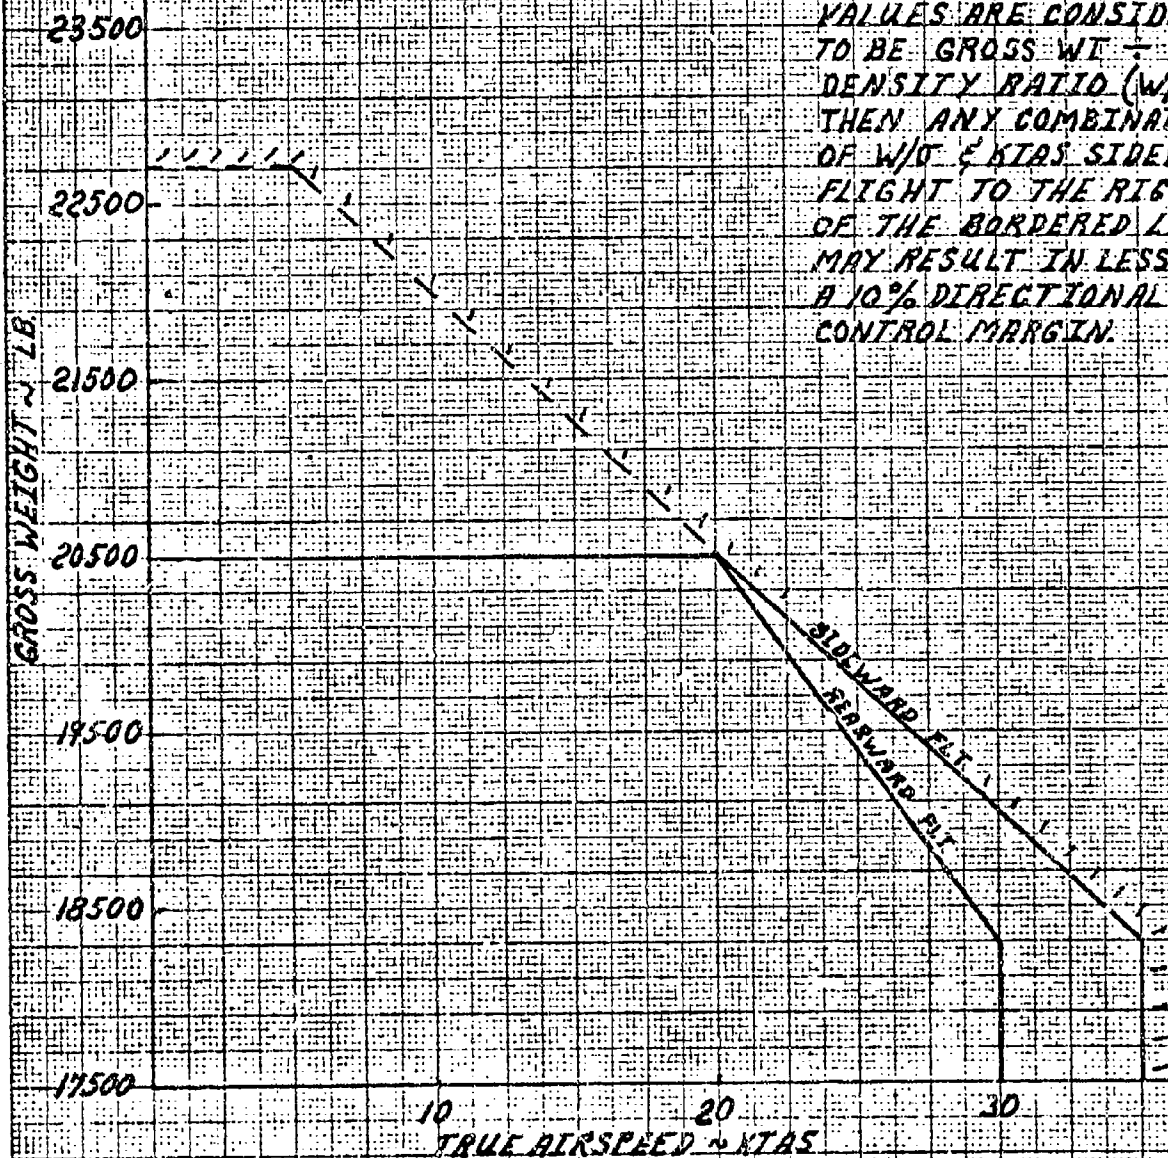 23500
VALUES ARE CONSID
TO BE GROSS WT ÷
DENSITY RATIO (W/
THEN ANY COMBINA
OF W/σ & KTAS SIDE
FLIGHT TO THE RIG
OF THE BORDERED L
MAY RESULT IN LESS
A 10% DIRECTIONAL
CONTROL MARGIN.
22500
21500
GROSS WEIGHT ~ LB.
20500
SIDEWARD FLT.
REARWARD FLT.
19500
18500
17500
10 20 30
TRUE AIRSPEED ~ KTAS